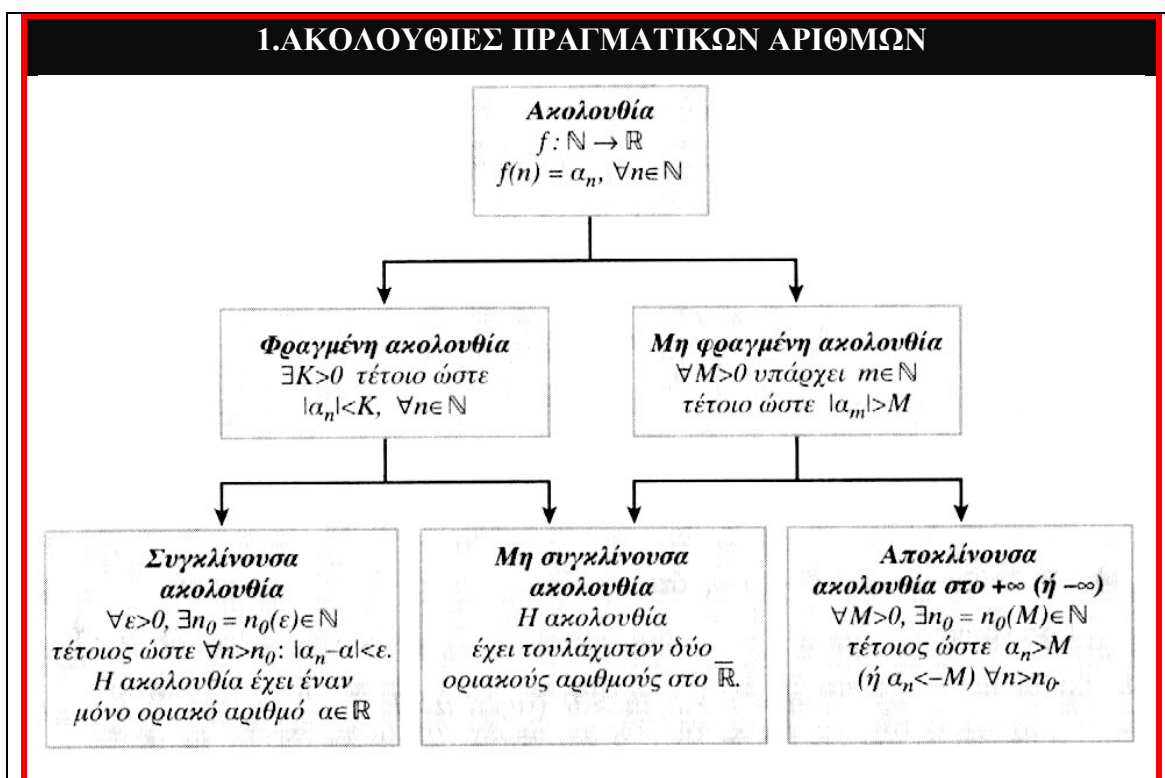 1.ΑΚΟΛΟΥΘΙΕΣ ΠΡΑΓΜΑΤΙΚΩΝ ΑΡΙΘΜΩΝ
Ακολουθία
f : ℕ → ℝ
f(n) = α_n, ∀n∈ℕ
Φραγμένη ακολουθία
∃K>0 τέτοιο ώστε
|α_n|<K, ∀n∈ℕ
Μη φραγμένη ακολουθία
∀M>0 υπάρχει m∈ℕ
τέτοιο ώστε |α_m|>M
Συγκλίνουσα
ακολουθία
∀ε>0, ∃n_0 = n_0(ε)∈ℕ
τέτοιος ώστε ∀n>n_0: |α_n–α|<ε.
Η ακολουθία έχει έναν
μόνο οριακό αριθμό α∈ℝ
Μη συγκλίνουσα
ακολουθία
Η ακολουθία
έχει τουλάχιστον δύο
οριακούς αριθμούς στο ℝ̅.
Αποκλίνουσα
ακολουθία στο +∞ (ή –∞)
∀M>0, ∃n_0 = n_0(M)∈ℕ
τέτοιος ώστε α_n>M
(ή α_n<–M) ∀n>n_0.